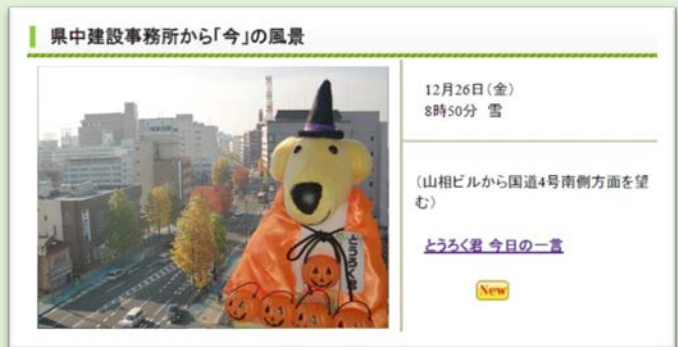 県中建設事務所から「今」の風景
12月26日(金)
8時50分 雪
(山相ビルから国道4号南側方面を望
む)
とうろく君 今日の一言
New
とうろく君